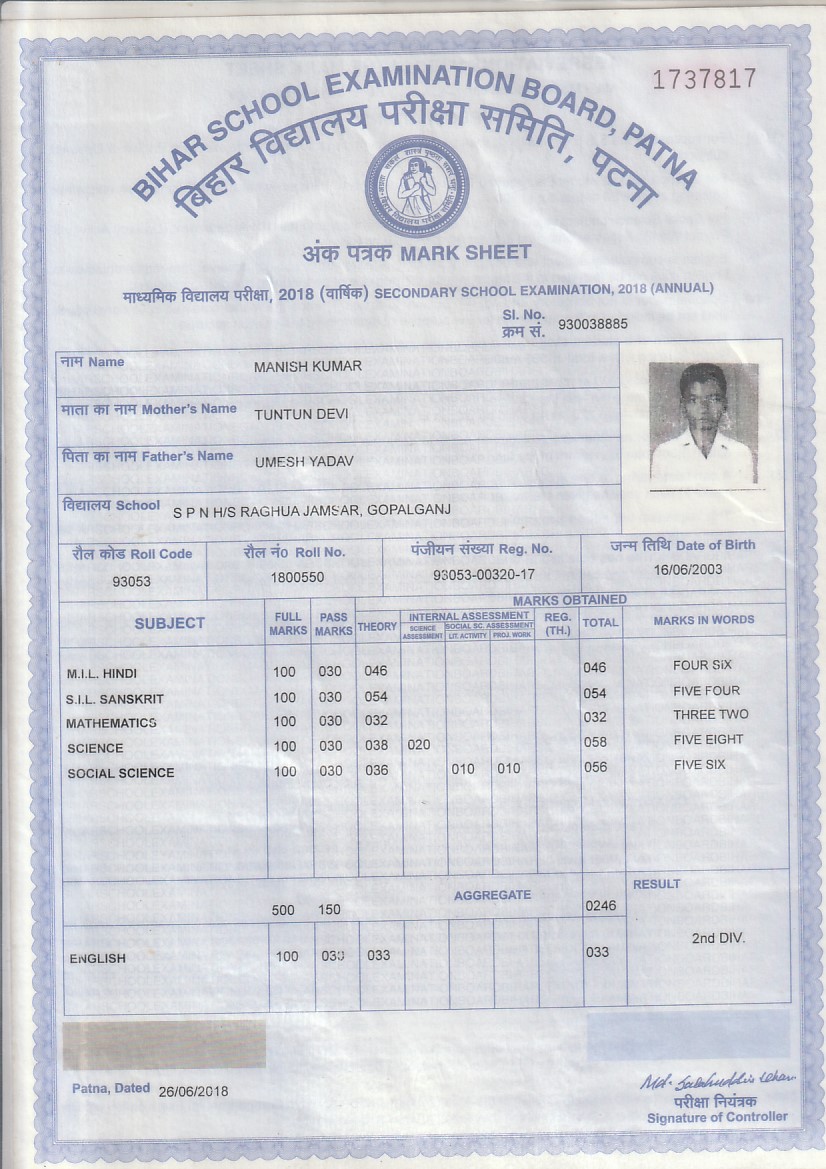 1737817
BIHAR SCHOOL EXAMINATION BOARD, PATNA
बिहार विद्यालय परीक्षा समिति, पटना
अंक पत्रक MARK SHEET
माध्यमिक विद्यालय परीक्षा, 2018 (वार्षिक) SECONDARY SCHOOL EXAMINATION, 2018 (ANNUAL)
Sl. No.
क्रम सं. 930038885
नाम Name MANISH KUMAR
माता का नाम Mother's Name TUNTUN DEVI
पिता का नाम Father's Name UMESH YADAV
विद्यालय School S P N H/S RAGHUA JAMSAR, GOPALGANJ
रौल कोड Roll Code रौल नं0 Roll No. पंजीयन संख्या Reg. No. जन्म तिथि Date of Birth
93053 1800550 93053-00320-17 16/06/2003
MARKS OBTAINED
SUBJECT FULL MARKS PASS MARKS THEORY INTERNAL ASSESSMENT REG. (TH.) TOTAL MARKS IN WORDS
SCIENCE ASSESSMENT SOCIAL SC. ASSESSMENT
LIT. ACTIVITY PROJ. WORK
M.I.L. HINDI 100 030 046 046 FOUR SIX
S.I.L. SANSKRIT 100 030 054 054 FIVE FOUR
MATHEMATICS 100 030 032 032 THREE TWO
SCIENCE 100 030 038 020 058 FIVE EIGHT
SOCIAL SCIENCE 100 030 036 010 010 056 FIVE SIX
AGGREGATE RESULT
500 150 0246
2nd DIV.
ENGLISH 100 030 033 033
Patna, Dated 26/06/2018
परीक्षा नियंत्रक
Signature of Controller